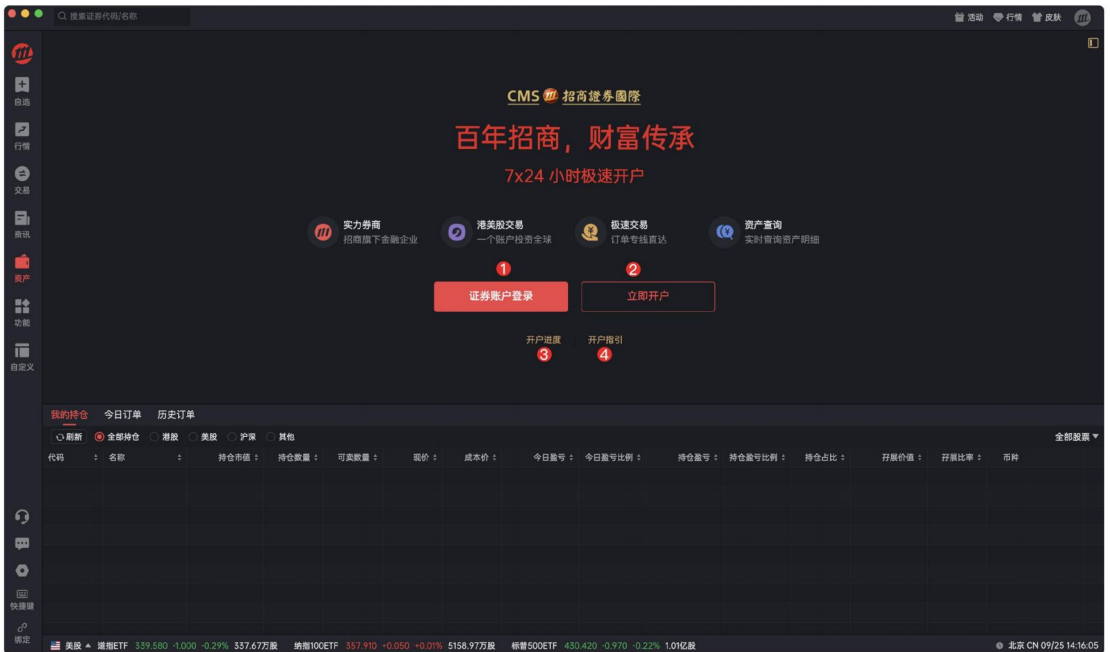 搜索证券代码/名称
活动 行情 皮肤
自选
行情
交易
资讯
资产
功能
自定义
快捷键
绑定
CMS 招商證券國際
百年招商，财富传承
7x24 小时极速开户
实力券商
招商旗下金融企业
港美股交易
一个账户投资全球
极速交易
订单专线直达
资产查询
实时查询资产明细
1 2
证券账户登录 立即开户
开户进度 开户指引
3 4
我的持仓 今日订单 历史订单
刷新 全部持仓 港股 美股 沪深 其他 全部股票
代码 名称 持仓市值 持仓数量 可卖数量 现价 成本价 今日盈亏 今日盈亏比例 持仓盈亏 持仓盈亏比例 持仓占比 孖展价值 孖展比率 币种
美股 道指ETF 339.580 -1.000 -0.29% 337.67万股 纳指100ETF 357.910 +0.050 +0.01% 5158.97万股 标普500ETF 430.420 -0.970 -0.22% 1.01亿股 北京 CN 09/25 14:16:05